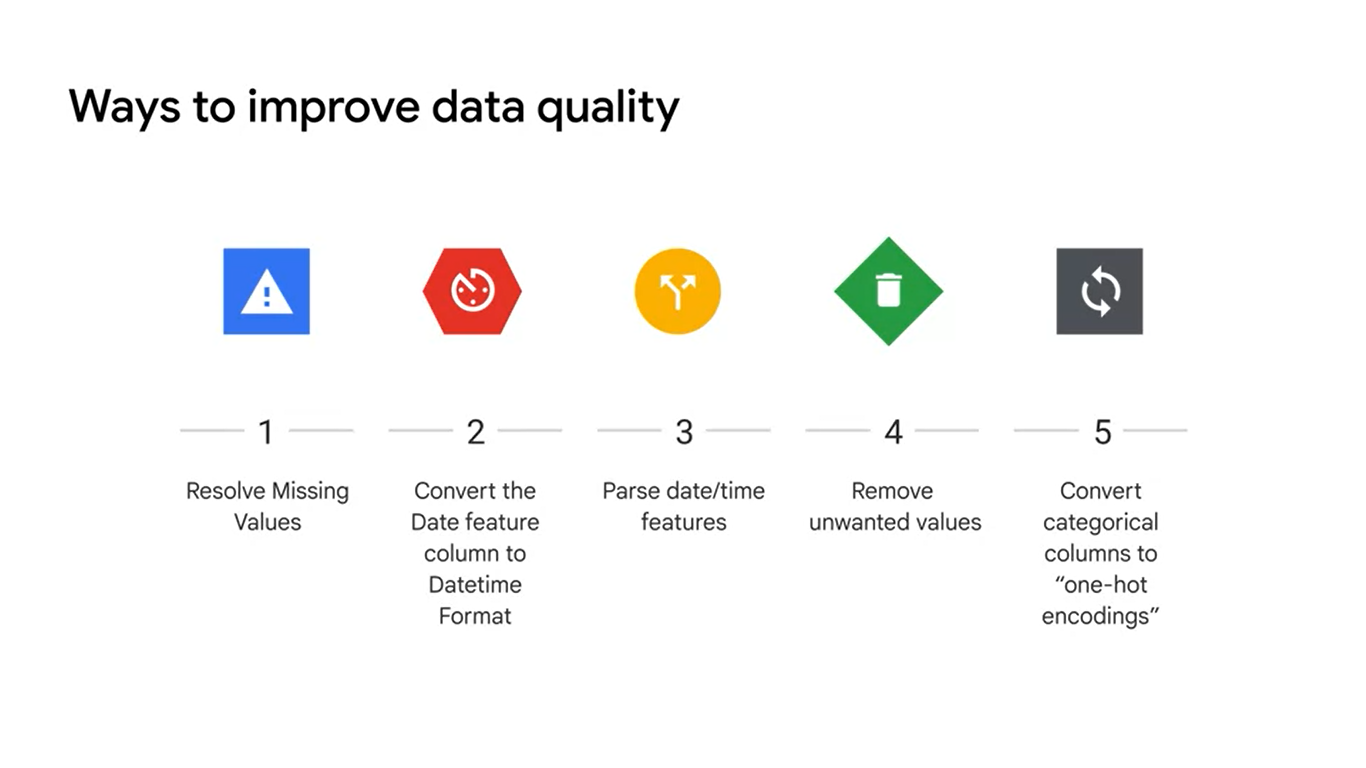 Ways to improve data quality
1
Resolve Missing
Values
2
Convert the
Date feature
column to
Datetime
Format
3
Parse date/time
features
4
Remove
unwanted values
5
Convert
categorical
columns to
“one-hot
encodings”